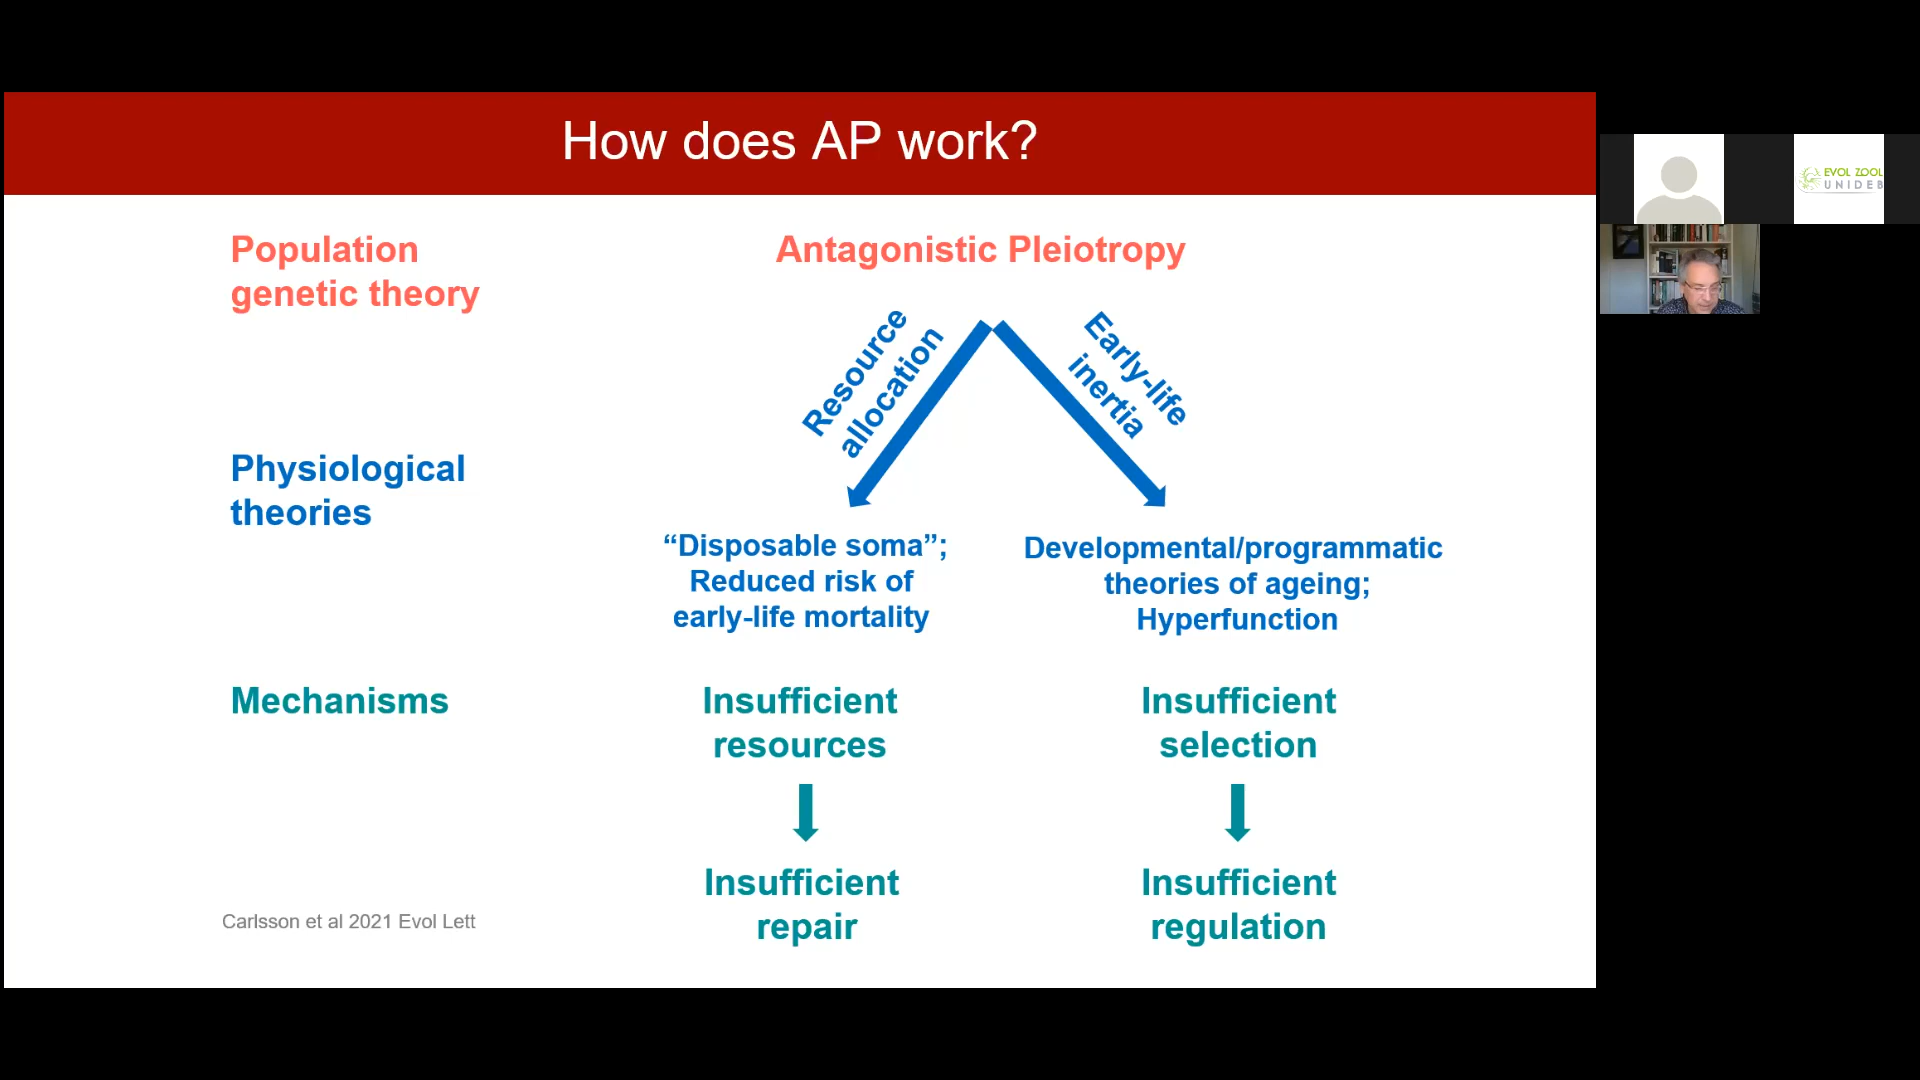 How does AP work?
Population
genetic theory
Antagonistic Pleiotropy
Resource
allocation
Early-life
inertia
Physiological
theories
“Disposable soma”;
Reduced risk of
early-life mortality
Developmental/programmatic
theories of ageing;
Hyperfunction
Mechanisms
Insufficient
resources
Insufficient
selection
Insufficient
repair
Insufficient
regulation
Carlsson et al 2021 Evol Lett
EVOL ZOOL
UNIDEB